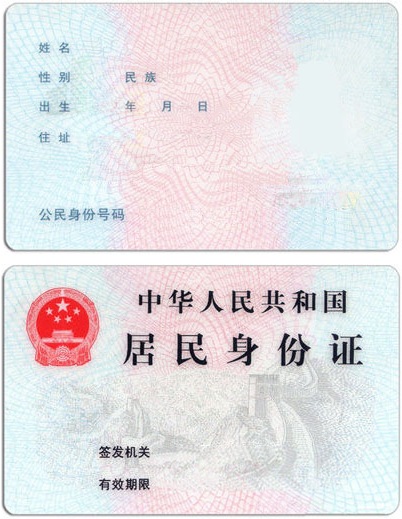 姓名
性别 民族
出生 年 月 日
住址
公民身份号码
中华人民共和国
居民身份证
签发机关
有效期限